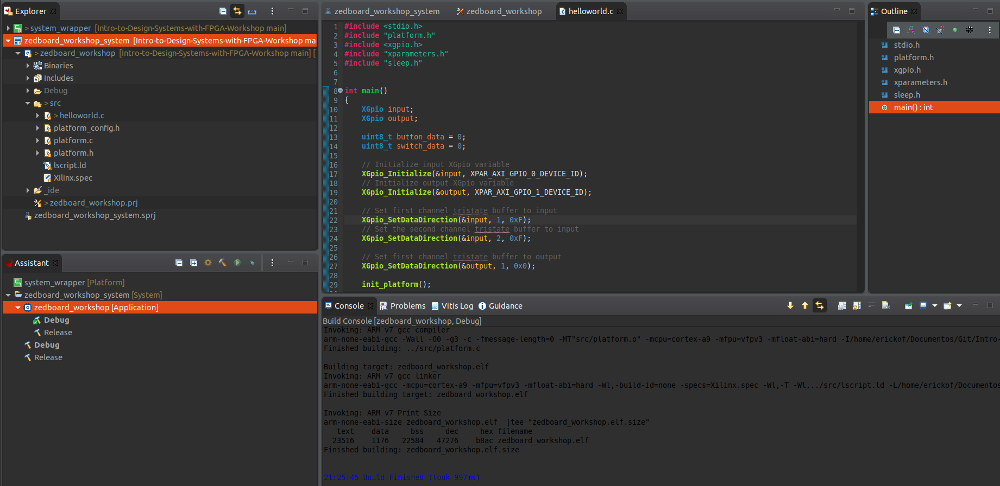 Explorer
> system_wrapper [Intro-to-Design-Systems-with-FPGA-Workshop main]
zedboard_workshop_system [Intro-to-Design-Systems-with-FPGA-Workshop mai
> zedboard_workshop [Intro-to-Design-Systems-with-FPGA-Workshop main] [
Binaries
Includes
Debug
> src
> helloworld.c
platform_config.h
platform.c
platform.h
lscript.ld
Xilinx.spec
_ide
> zedboard_workshop.prj
zedboard_workshop_system.sprj
Assistant
system_wrapper [Platform]
zedboard_workshop_system [System]
zedboard_workshop [Application]
Debug
Release
Debug
Release
zedboard_workshop_system zedboard_workshop helloworld.c
1 #include <stdio.h>
2 #include "platform.h"
3 #include <xgpio.h>
4 #include "xparameters.h"
5 #include "sleep.h"
6
7
8 int main()
9 {
10 XGpio input;
11 XGpio output;
12
13 uint8_t button_data = 0;
14 uint8_t switch_data = 0;
15
16 // Initialize input XGpio variable
17 XGpio_Initialize(&input, XPAR_AXI_GPIO_0_DEVICE_ID);
18 // Initialize output XGpio variable
19 XGpio_Initialize(&output, XPAR_AXI_GPIO_1_DEVICE_ID);
20
21 // Set first channel tristate buffer to input
22 XGpio_SetDataDirection(&input, 1, 0xF);
23 // Set the second channel tristate buffer to input
24 XGpio_SetDataDirection(&input, 2, 0xF);
25
26 // Set first channel tristate buffer to output
27 XGpio_SetDataDirection(&output, 1, 0x0);
28
29 init_platform();
Outline
stdio.h
platform.h
xgpio.h
xparameters.h
sleep.h
main() : int
Console Problems Vitis Log Guidance
Build Console [zedboard_workshop, Debug]
Invoking: ARM v7 gcc compiler
arm-none-eabi-gcc -Wall -O0 -g3 -c -fmessage-length=0 -MT"src/platform.o" -mcpu=cortex-a9 -mfpu=vfpv3 -mfloat-abi=hard -I/home/erickof/Documentos/Git/Intro-
Finished building: ../src/platform.c
Building target: zedboard_workshop.elf
Invoking: ARM v7 gcc linker
arm-none-eabi-gcc -mcpu=cortex-a9 -mfpu=vfpv3 -mfloat-abi=hard -Wl,-build-id=none -specs=Xilinx.spec -Wl,-T -Wl,../src/lscript.ld -L/home/erickof/Documentos
Finished building target: zedboard_workshop.elf
Invoking: ARM v7 Print Size
arm-none-eabi-size zedboard_workshop.elf |tee "zedboard_workshop.elf.size"
text data bss dec hex filename
23516 1176 22584 47276 b8ac zedboard_workshop.elf
Finished building: zedboard_workshop.elf.size
21:25:45 Build Finished (took 997ms)